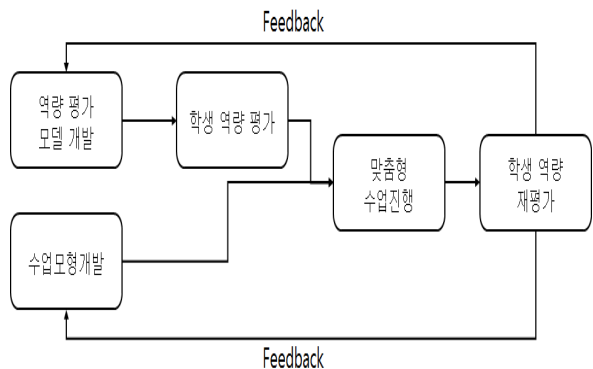 Feedback
역량 평가
모델 개발
학생 역량 평가
맞춤형
수업진행
학생 역량
재평가
수업모형개발
Feedback